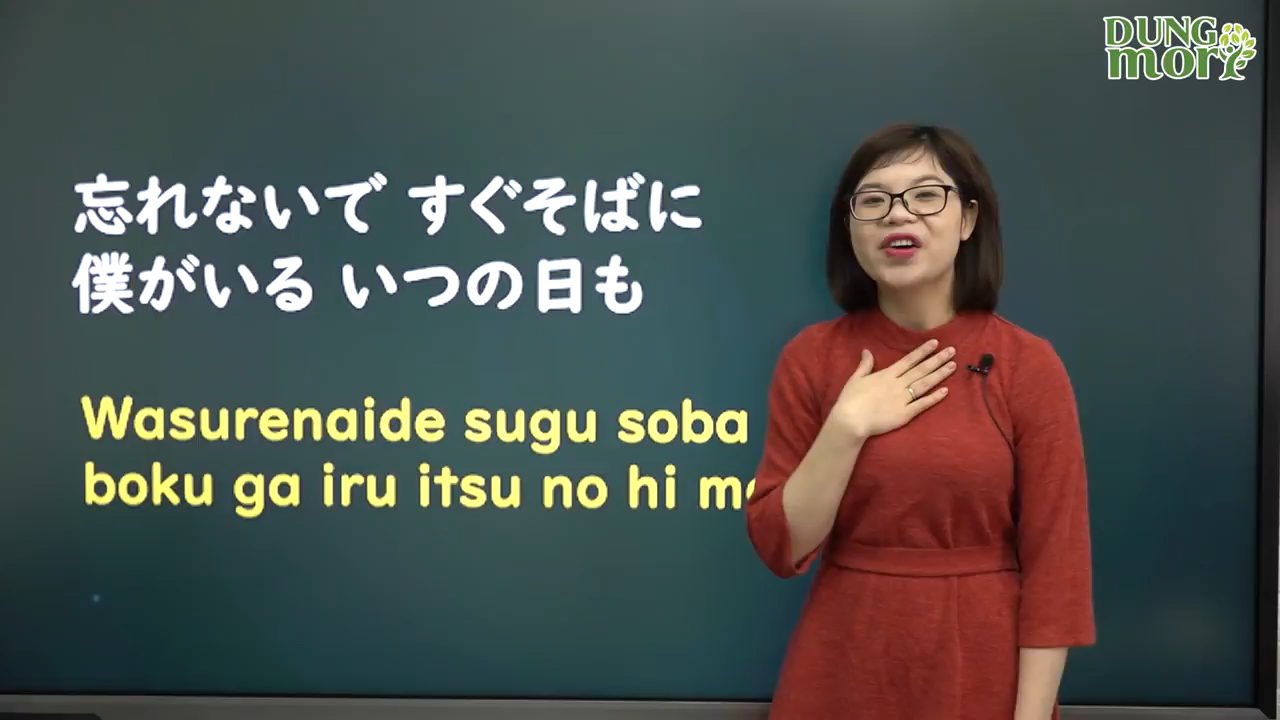 DUNG
mori
忘れないで すぐそばに
僕がいる いつの日も
Wasurenaide sugu soba
boku ga iru itsu no hi